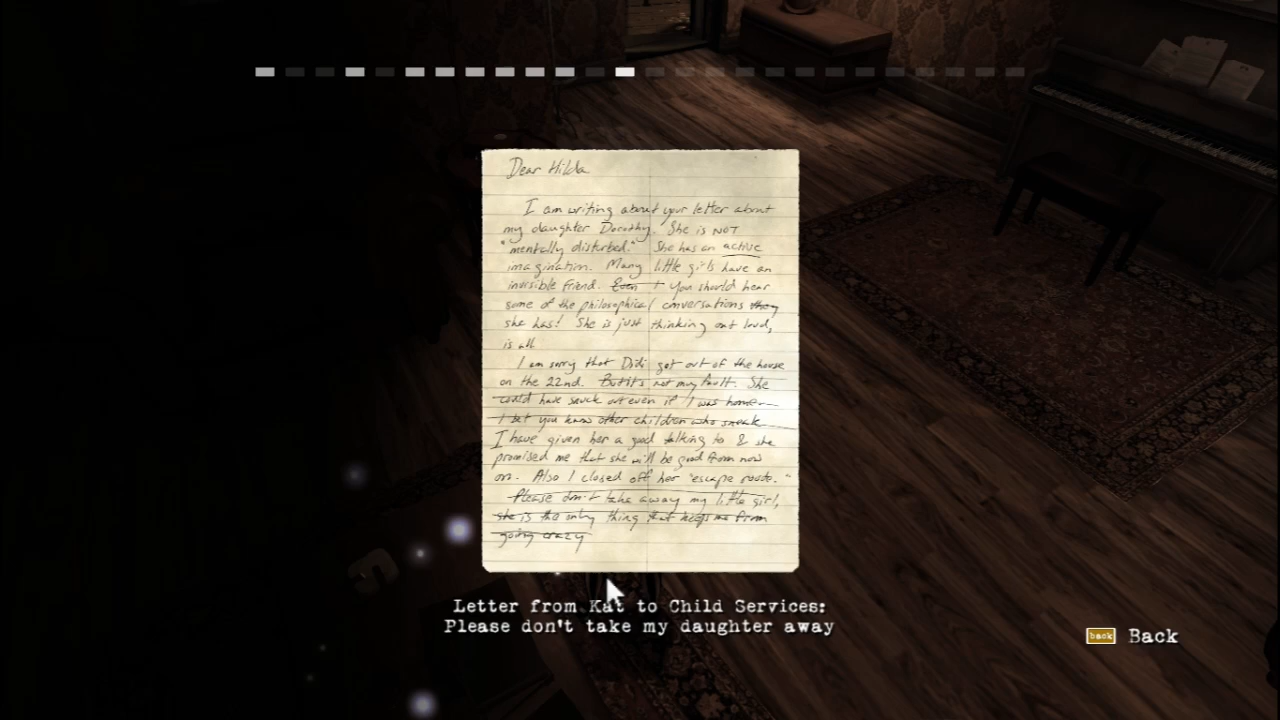 Dear Hilda
I am writing about your letter about
my daughter Dorothy. She is NOT
"mentally disturbed." She has an active
imagination. Many little girls have an
invisible friend. Even I you should hear
some of the philosophical conversations they
she has! She is just thinking out loud,
is all
I am sorry that Didi got out of the house
on the 22nd. But it's not my fault. She
could have snuck out even if I was home
I bet you know other children who sneak
I have given her a good talking to & she
promised me that she will be good from now
on. Also I closed off her "escape route."
Please don't take away my little girl,
she is the only thing that keeps me from
going crazy
Letter from Kat to Child Services:
Please don't take my daughter away
back Back